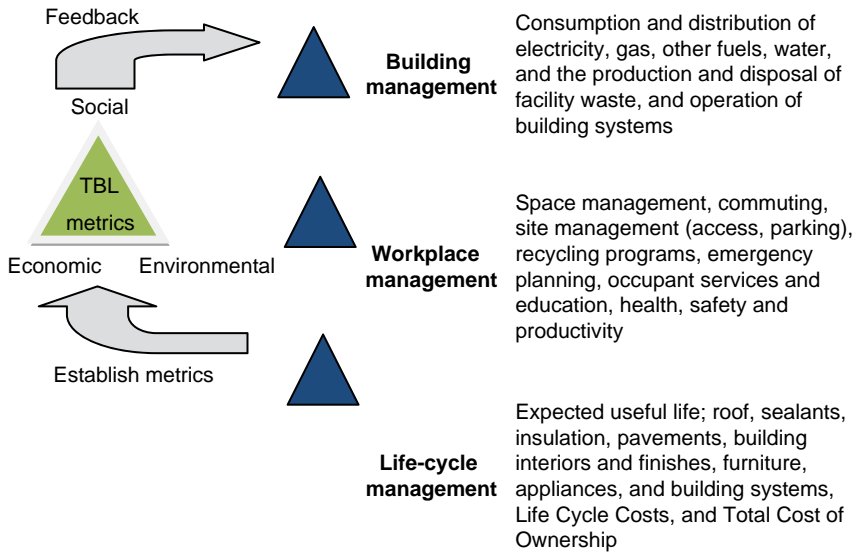 Feedback
Social
TBL
metrics
Economic
Environmental
Establish metrics
Building
management
Consumption and distribution of
electricity, gas, other fuels, water,
and the production and disposal of
facility waste, and operation of
building systems
Workplace
management
Space management, commuting,
site management (access, parking),
recycling programs, emergency
planning, occupant services and
education, health, safety and
productivity
Life-cycle
management
Expected useful life; roof, sealants,
insulation, pavements, building
interiors and finishes, furniture,
appliances, and building systems,
Life Cycle Costs, and Total Cost of
Ownership